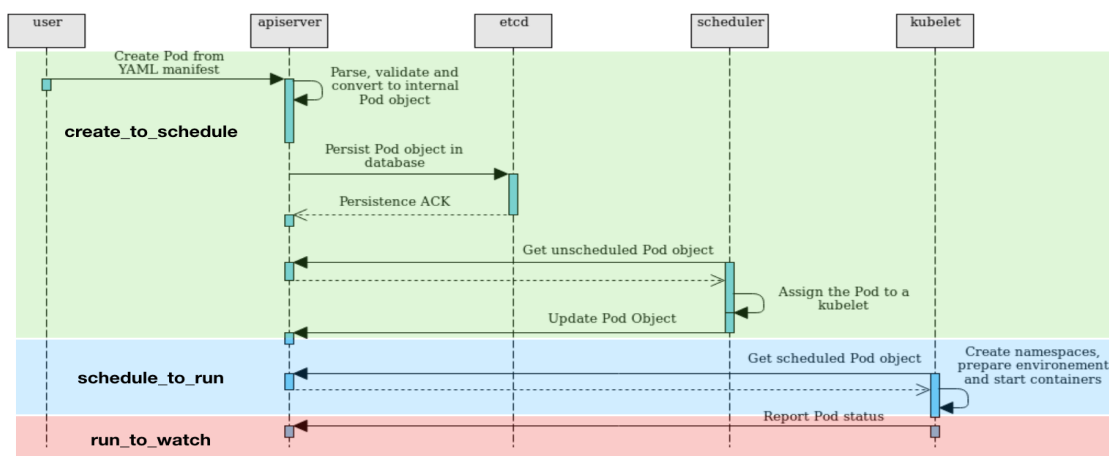 user
apiserver
etcd
scheduler
kubelet
Create Pod from
YAML manifest
Parse, validate and
convert to internal
Pod object
create_to_schedule
Persist Pod object in
database
Persistence ACK
Get unscheduled Pod object
Assign the Pod to a
kubelet
Update Pod Object
Get scheduled Pod object
Create namespaces,
prepare environement
and start containers
schedule_to_run
Report Pod status
run_to_watch